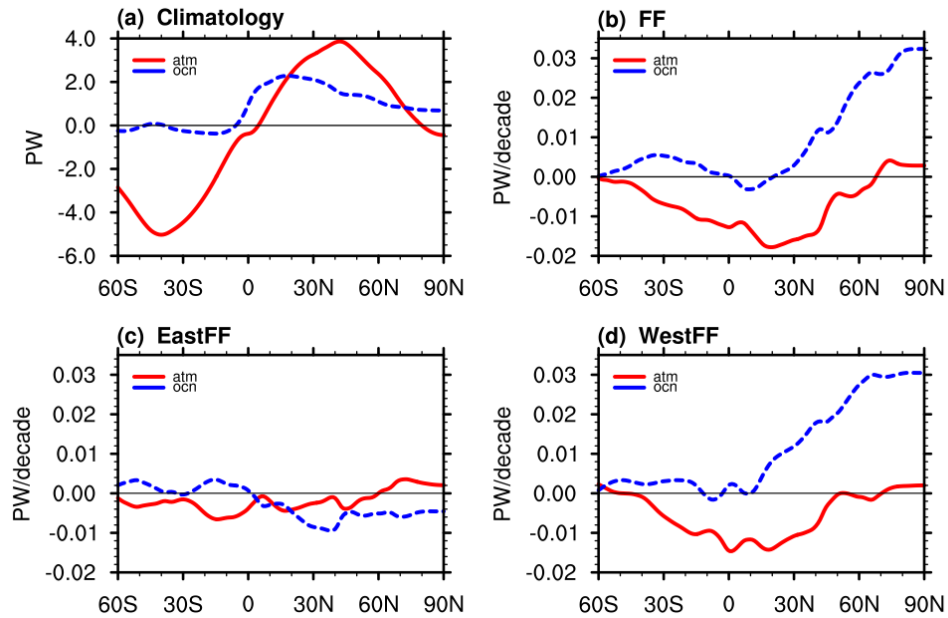 (a) Climatology
4.0
2.0
0.0
-2.0
-4.0
-6.0
PW
atm
ocn
60S 30S 0 30N 60N 90N
(b) FF
0.03
0.02
0.01
0.00
-0.01
-0.02
PW/decade
atm
ocn
60S 30S 0 30N 60N 90N
(c) EastFF
0.03
0.02
0.01
0.00
-0.01
-0.02
PW/decade
atm
ocn
60S 30S 0 30N 60N 90N
(d) WestFF
0.03
0.02
0.01
0.00
-0.01
-0.02
PW/decade
atm
ocn
60S 30S 0 30N 60N 90N